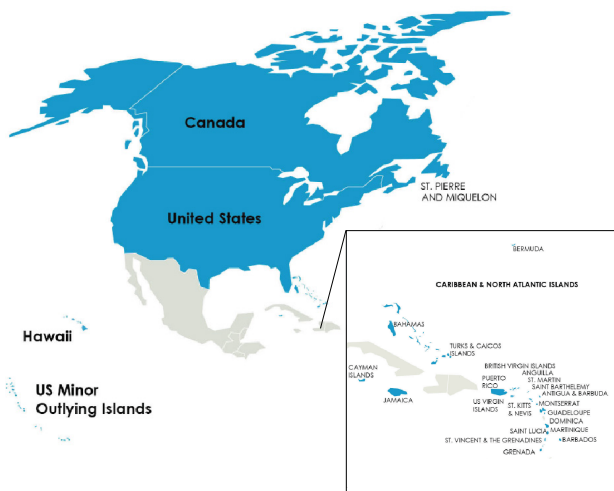 Canada
ST. PIERRE
AND MIQUELON
United States
BERMUDA
CARIBBEAN & NORTH ATLANTIC ISLANDS
Hawaii
BAHAMAS
TURKS & CAICOS
ISLANDS
CAYMAN
ISLANDS
BRITISH VIRGIN ISLANDS
ANGUILLA
PUERTO
RICO
ST. MARTIN
SAINT BARTHELEMY
ANTIGUA & BARBUDA
US Minor
Outlying Islands
JAMAICA
US VIRGIN
ISLANDS
ST. KITTS
& NEVIS
MONTSERRAT
GUADELOUPE
DOMINICA
SAINT LUCIA
MARTINIQUE
ST. VINCENT & THE GRENADINES
BARBADOS
GRENADA